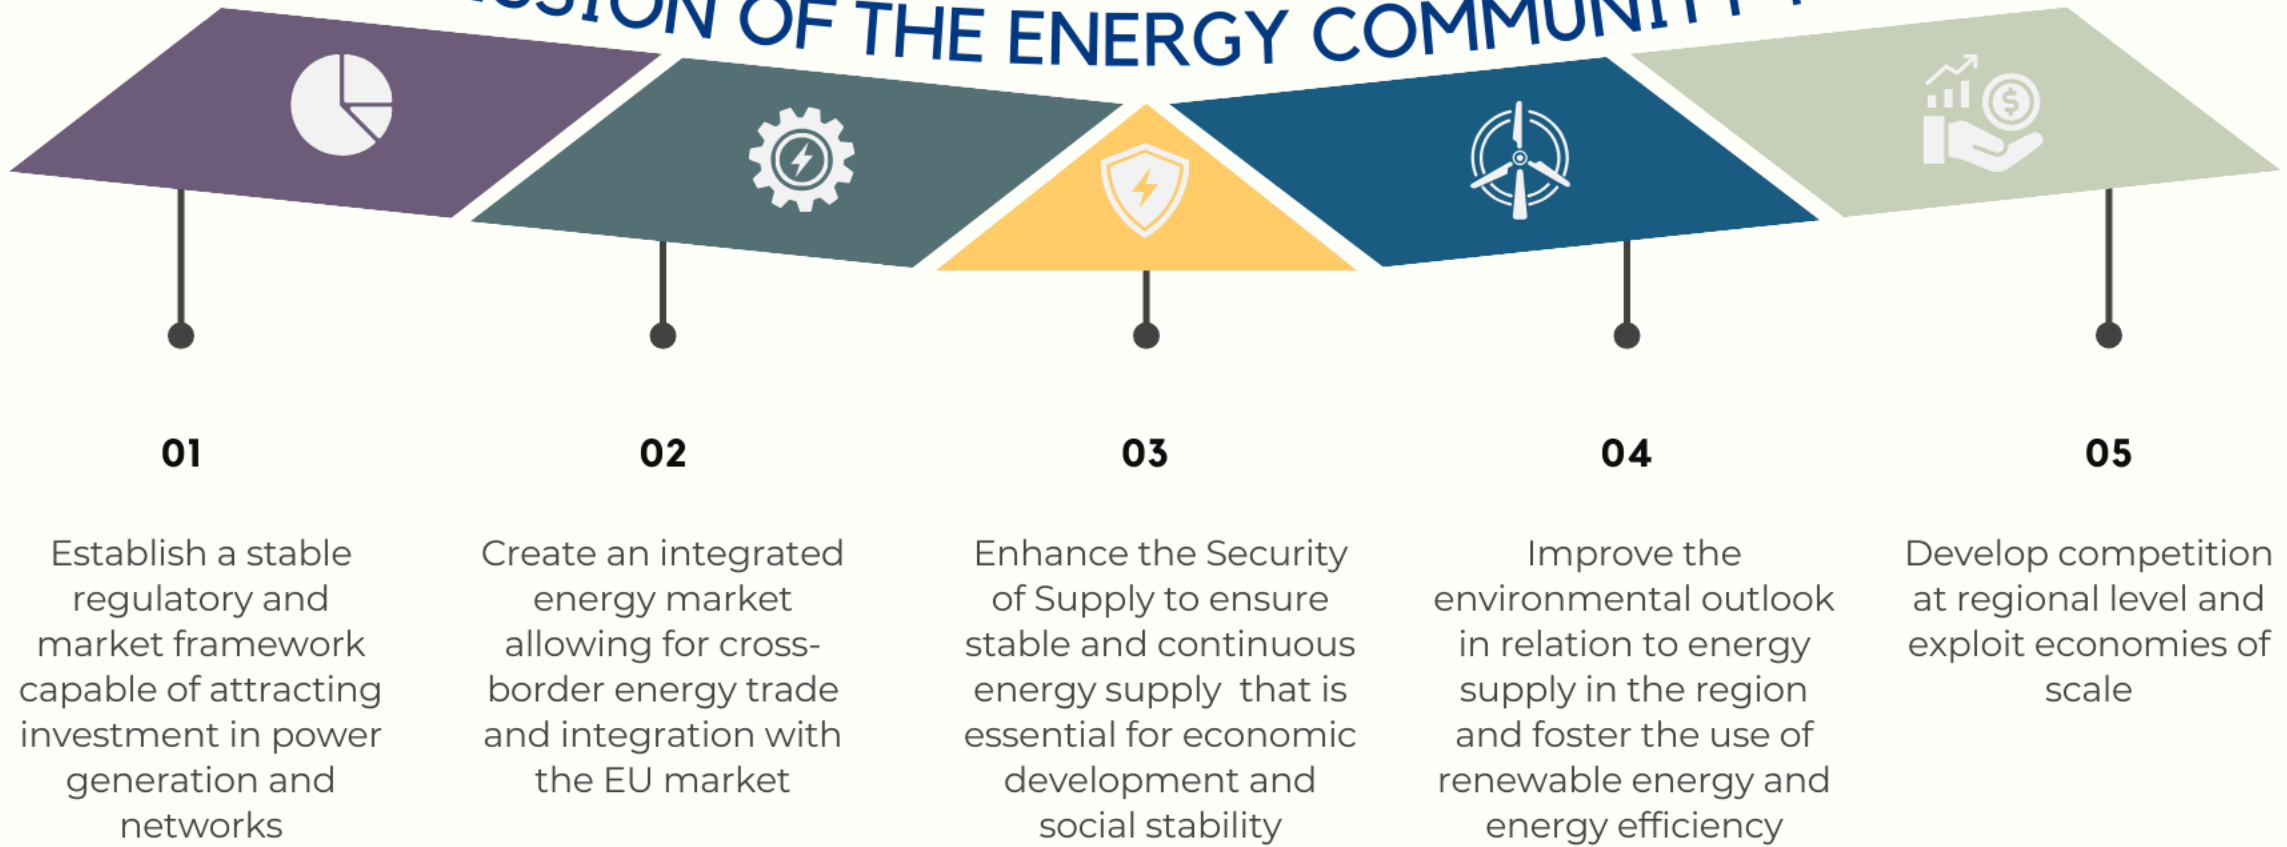 OF THE ENERGY COMMUNITY
01
Establish a stable
regulatory and
market framework
capable of attracting
investment in power
generation and
networks
02
Create an integrated
energy market
allowing for cross-
border energy trade
and integration with
the EU market
03
Enhance the Security
of Supply to ensure
stable and continuous
energy supply  that is
essential for economic
development and
social stability
04
Improve the
environmental outlook
in relation to energy
supply in the region
and foster the use of
renewable energy and
energy efficiency
05
Develop competition
at regional level and
exploit economies of
scale